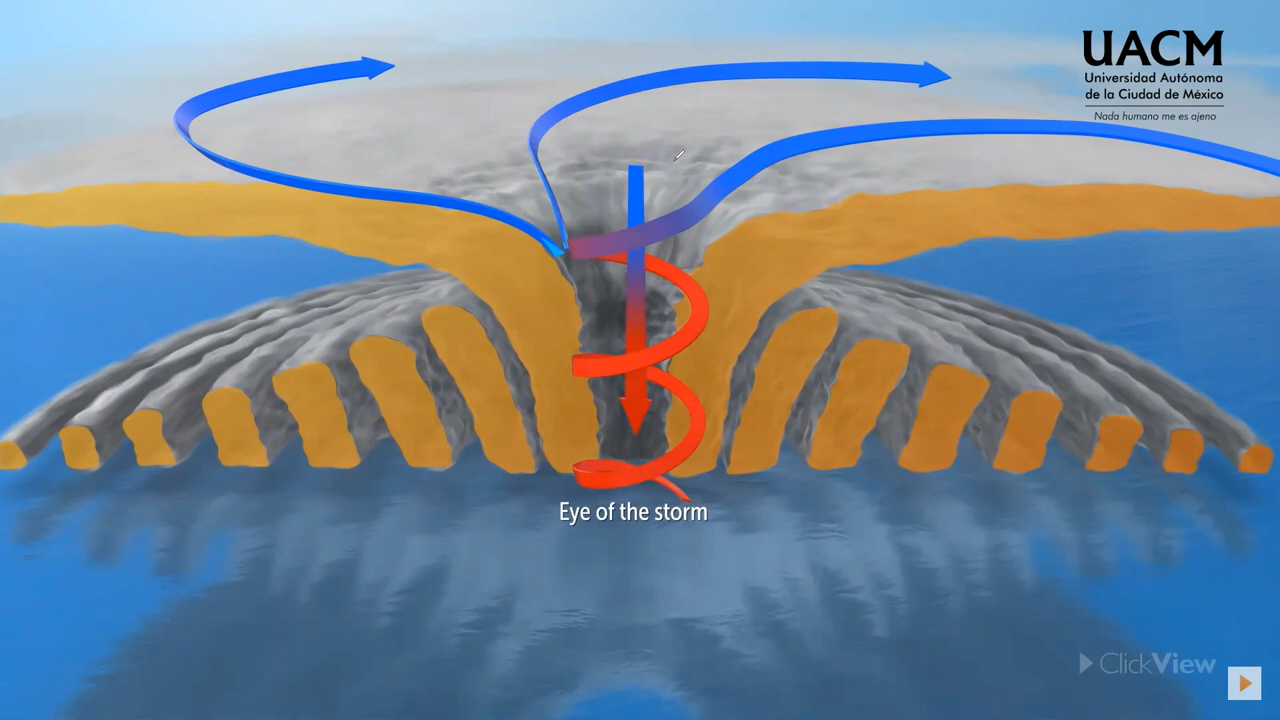 UACM
Universidad Autónoma
de la Ciudad de México
Nada humano me es ajeno
Eye of the storm
ClickView